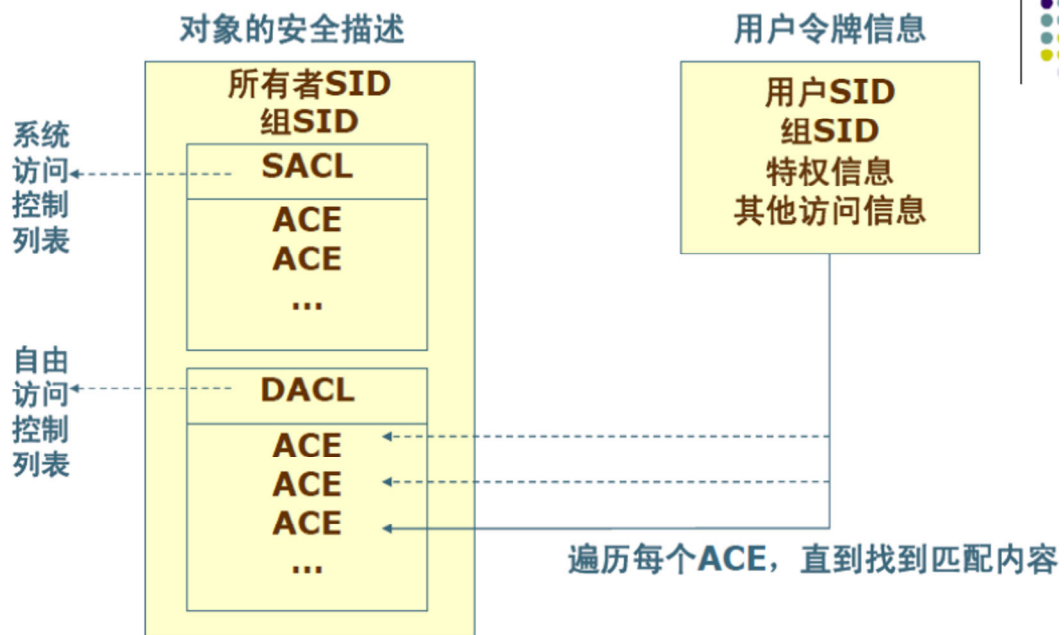 对象的安全描述
所有者SID
组SID
SACL
ACE
ACE
...
DACL
ACE
ACE
ACE
...
系统
访问
控制
列表
自由
访问
控制
列表
用户令牌信息
用户SID
组SID
特权信息
其他访问信息
遍历每个ACE，直到找到匹配内容